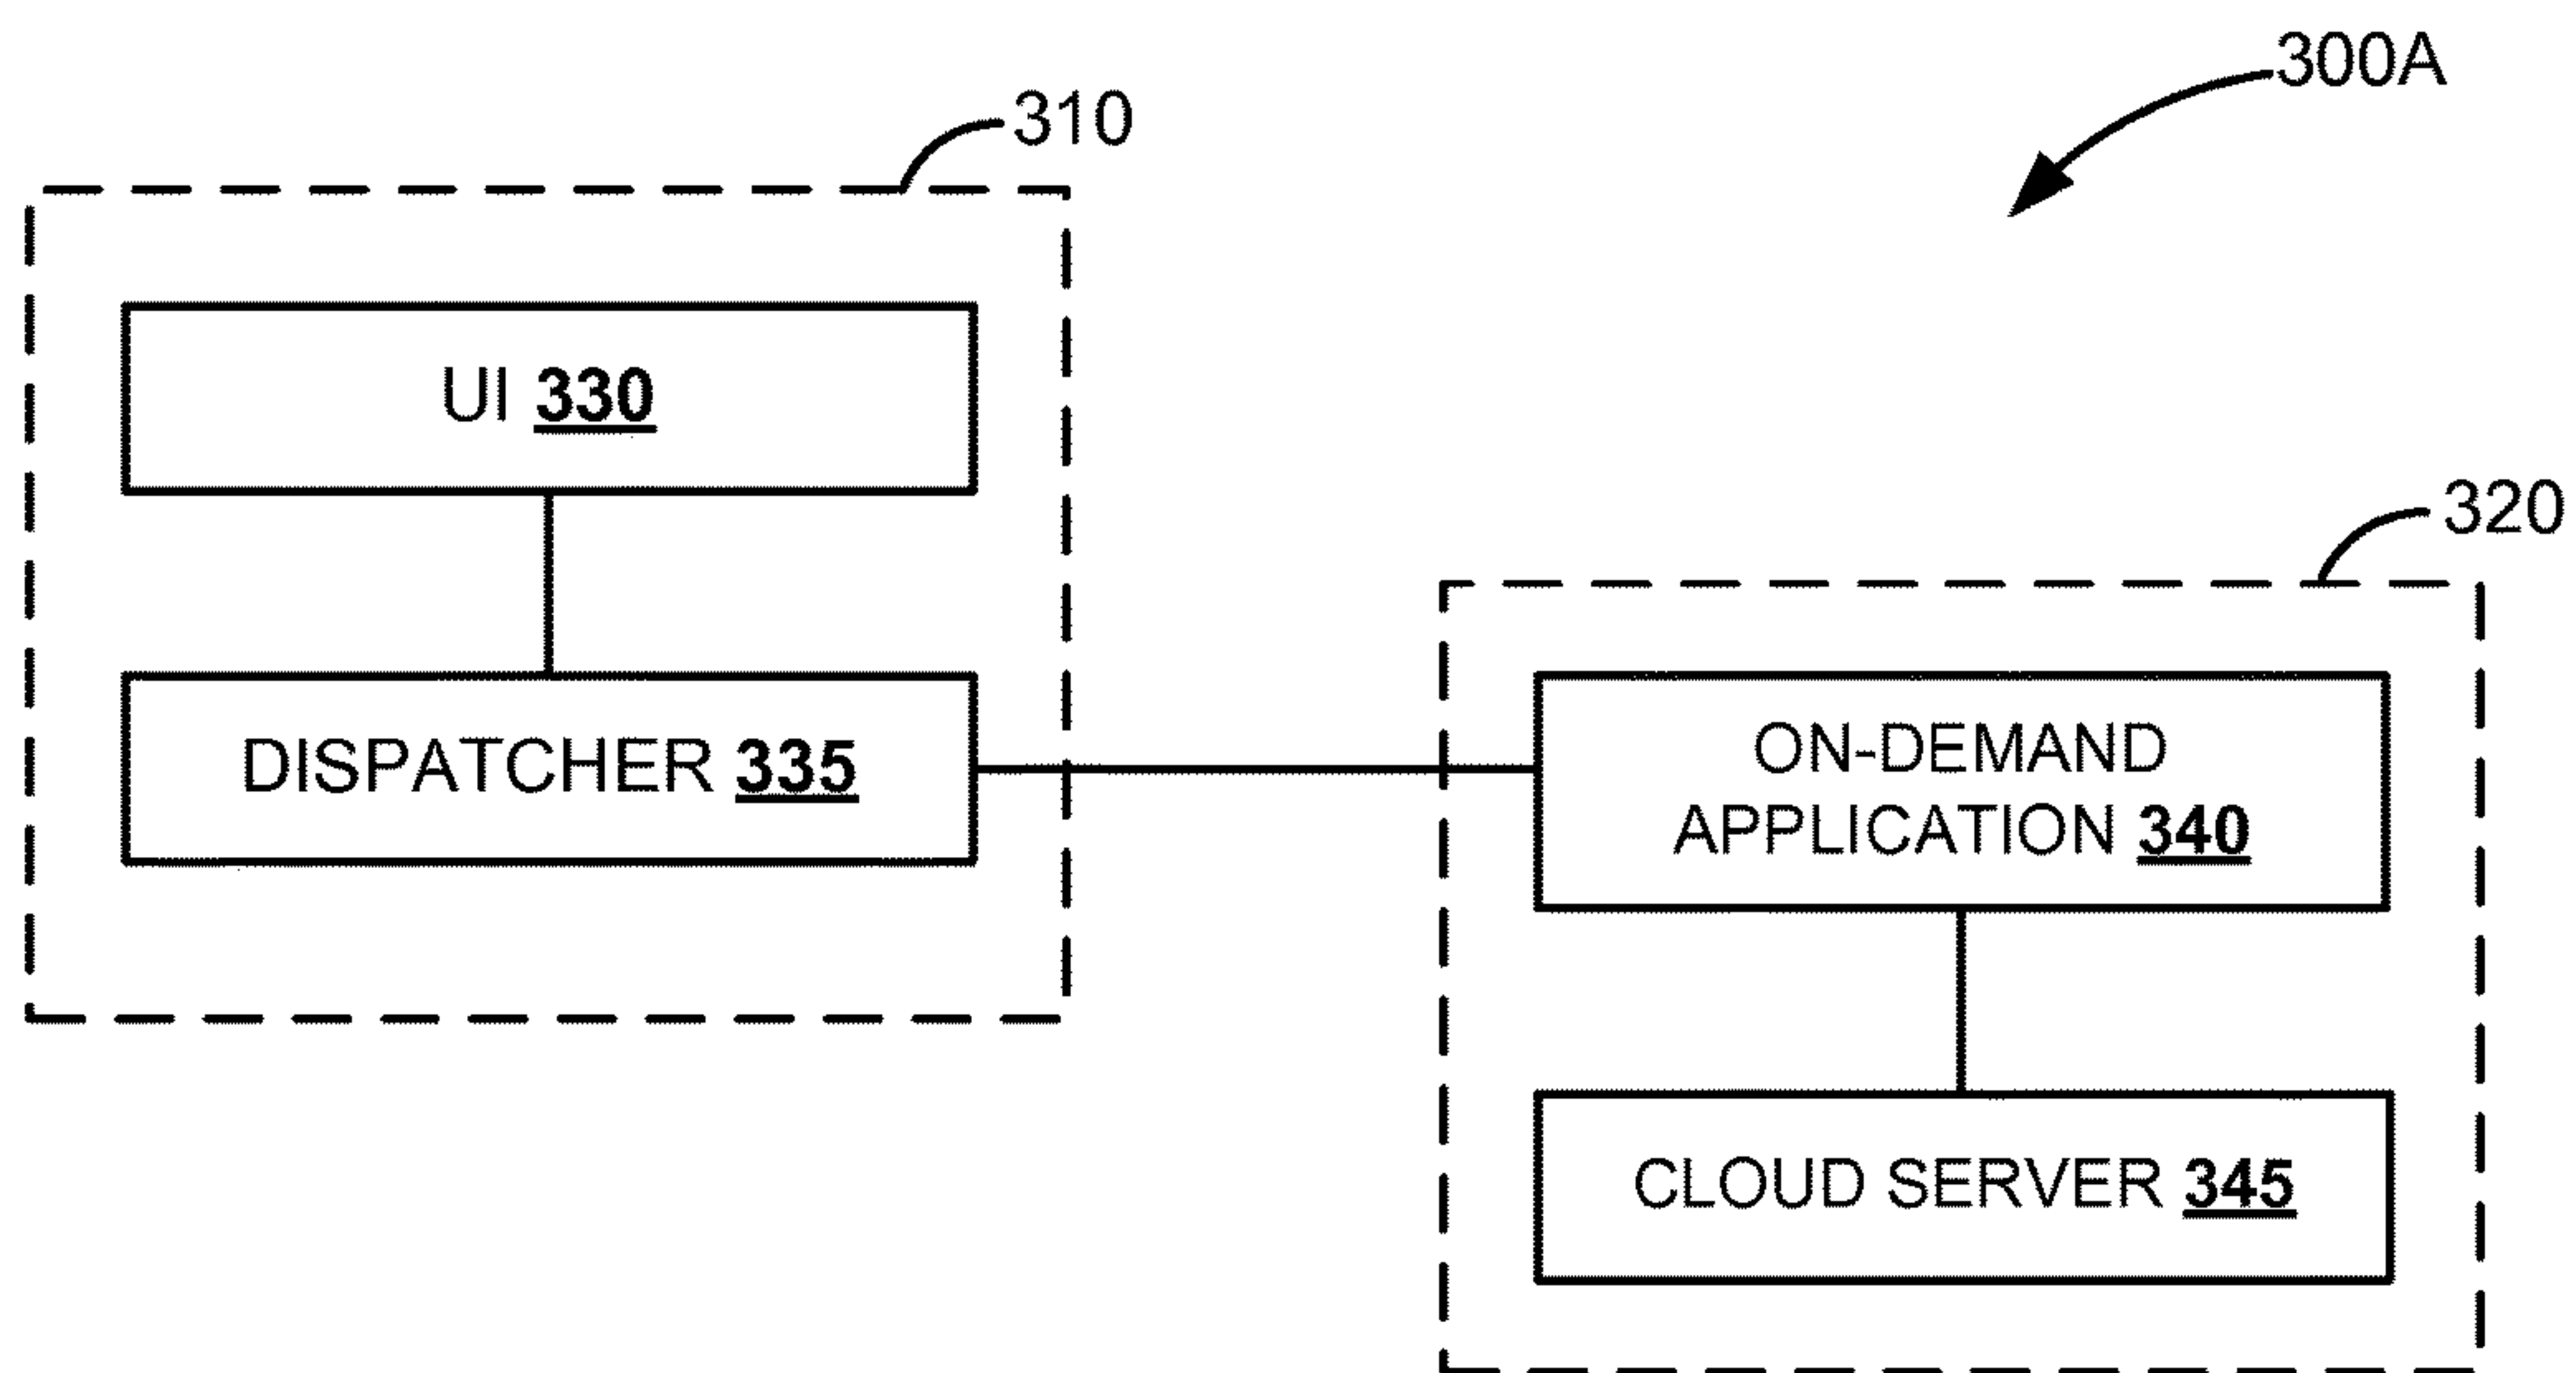 300A
310
UI 330
320
DISPATCHER 335
ON-DEMAND
APPLICATION 340
CLOUD SERVER 345